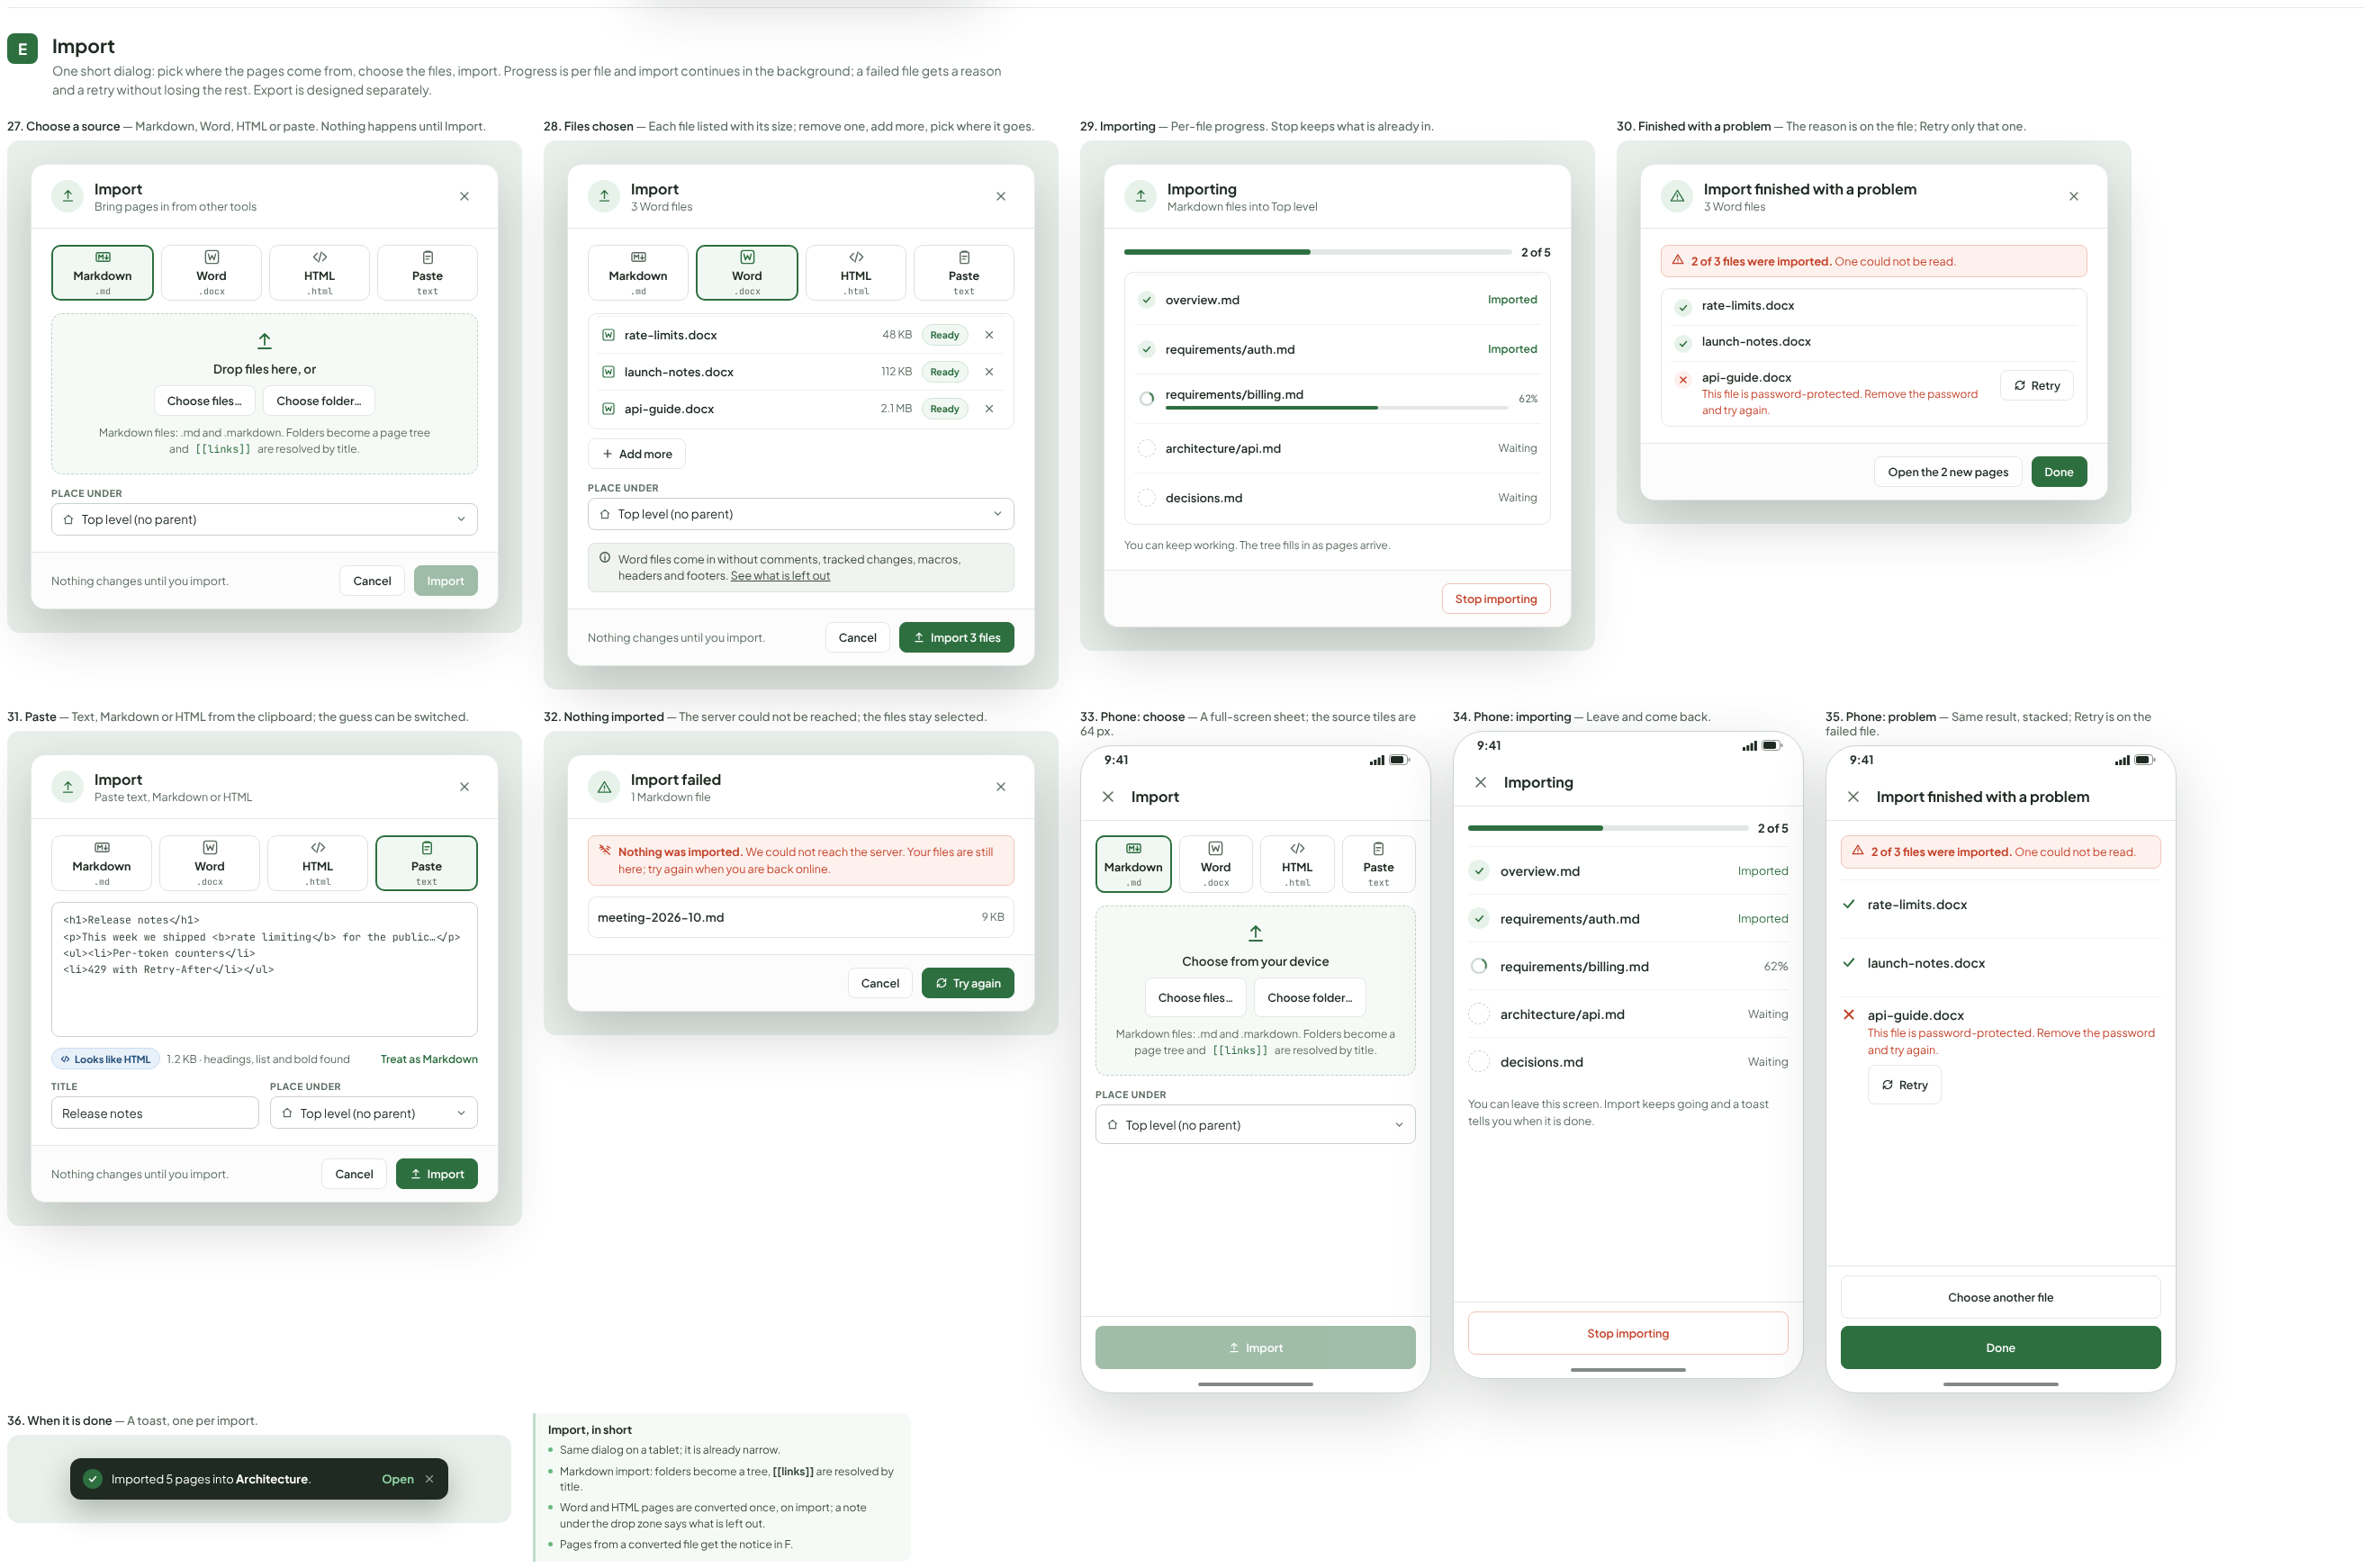 E
Import
One short dialog: pick where the pages come from, choose the files, import. Progress is per file and import continues in the background; a failed file gets a reason
and a retry without losing the rest. Export is designed separately.
27. Choose a source — Markdown, Word, HTML or paste. Nothing happens until Import.
Import
Bring pages in from other tools
Markdown
.md
Word
.docx
HTML
.html
Paste
text
Drop files here, or
Choose files…
Choose folder…
Markdown files: .md and .markdown. Folders become a page tree
and [[links]] are resolved by title.
PLACE UNDER
Top level (no parent)
Nothing changes until you import.
Cancel
Import
28. Files chosen — Each file listed with its size; remove one, add more, pick where it goes.
Import
3 Word files
Markdown
.md
Word
.docx
HTML
.html
Paste
text
rate-limits.docx 48 KB Ready
launch-notes.docx 112 KB Ready
api-guide.docx 2.1 MB Ready
Add more
PLACE UNDER
Top level (no parent)
Word files come in without comments, tracked changes, macros,
headers and footers. See what is left out
Nothing changes until you import.
Cancel
Import 3 files
29. Importing — Per-file progress. Stop keeps what is already in.
Importing
Markdown files into Top level
2 of 5
overview.md Imported
requirements/auth.md Imported
requirements/billing.md 62%
architecture/api.md Waiting
decisions.md Waiting
You can keep working. The tree fills in as pages arrive.
Stop importing
30. Finished with a problem — The reason is on the file; Retry only that one.
Import finished with a problem
3 Word files
2 of 3 files were imported. One could not be read.
rate-limits.docx
launch-notes.docx
api-guide.docx
This file is password-protected. Remove the password
and try again.
Retry
Open the 2 new pages
Done
31. Paste — Text, Markdown or HTML from the clipboard; the guess can be switched.
Import
Paste text, Markdown or HTML
Markdown
.md
Word
.docx
HTML
.html
Paste
text
<h1>Release notes</h1>
<p>This week we shipped <b>rate limiting</b> for the public…</p>
<ul><li>Per-token counters</li>
<li>429 with Retry-After</li></ul>
Looks like HTML 1.2 KB · headings, list and bold found Treat as Markdown
TITLE
Release notes
PLACE UNDER
Top level (no parent)
Nothing changes until you import.
Cancel
Import
32. Nothing imported — The server could not be reached; the files stay selected.
Import failed
1 Markdown file
Nothing was imported. We could not reach the server. Your files are still
here; try again when you are back online.
meeting-2026-10.md 9 KB
Cancel
Try again
33. Phone: choose — A full-screen sheet; the source tiles are
64 px.
9:41
Import
Markdown
.md
Word
.docx
HTML
.html
Paste
text
Choose from your device
Choose files…
Choose folder…
Markdown files: .md and .markdown. Folders become a
page tree and [[links]] are resolved by title.
PLACE UNDER
Top level (no parent)
Import
34. Phone: importing — Leave and come back.
9:41
Importing
2 of 5
overview.md Imported
requirements/auth.md Imported
requirements/billing.md 62%
architecture/api.md Waiting
decisions.md Waiting
You can leave this screen. Import keeps going and a toast
tells you when it is done.
Stop importing
35. Phone: problem — Same result, stacked; Retry is on the
failed file.
9:41
Import finished with a problem
2 of 3 files were imported. One could not be read.
rate-limits.docx
launch-notes.docx
api-guide.docx
This file is password-protected. Remove the password
and try again.
Retry
Choose another file
Done
36. When it is done — A toast, one per import.
Imported 5 pages into Architecture. Open
Import, in short
Same dialog on a tablet; it is already narrow.
Markdown import: folders become a tree, [[links]] are resolved by
title.
Word and HTML pages are converted once, on import; a note
under the drop zone says what is left out.
Pages from a converted file get the notice in F.